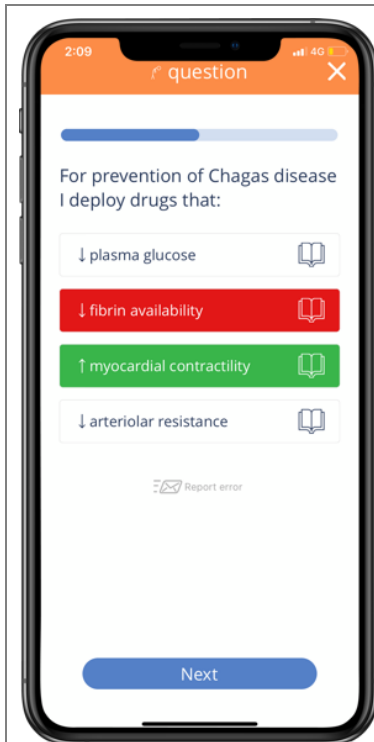 2:09
4G
question
For prevention of Chagas disease
I deploy drugs that:
↓ plasma glucose
↓ fibrin availability
↑ myocardial contractility
↓ arteriolar resistance
Report error
Next